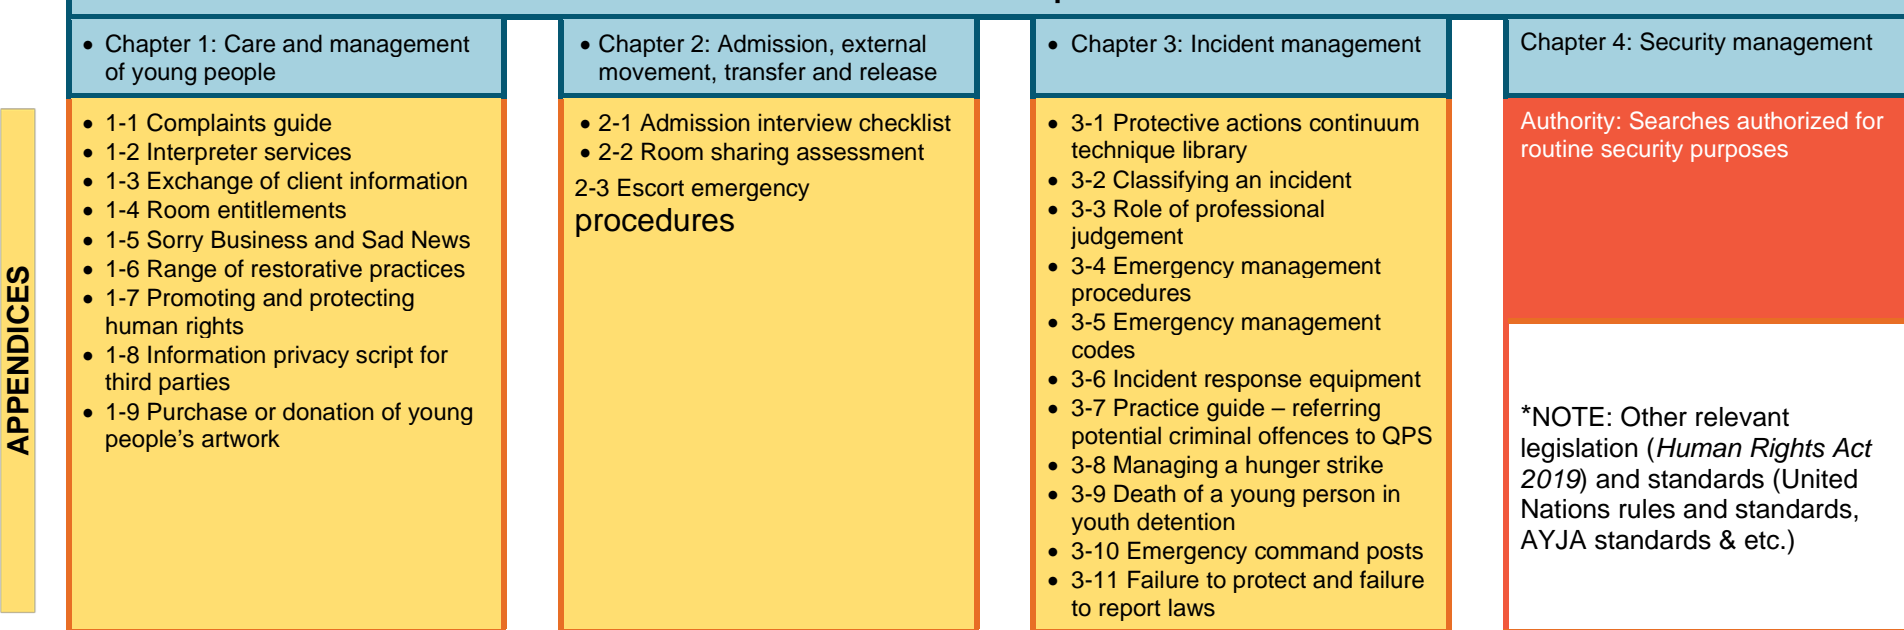 • Chapter 1: Care and management
of young people
• Chapter 2: Admission, external
movement, transfer and release
• Chapter 3: Incident management
Chapter 4: Security management
APPENDICES
• 1-1 Complaints guide
• 1-2 Interpreter services
• 1-3 Exchange of client information
• 1-4 Room entitlements
• 1-5 Sorry Business and Sad News
• 1-6 Range of restorative practices
• 1-7 Promoting and protecting
human rights
• 1-8 Information privacy script for
third parties
• 1-9 Purchase or donation of young
people’s artwork
• 2-1 Admission interview checklist
• 2-2 Room sharing assessment
2-3 Escort emergency
procedures
• 3-1 Protective actions continuum
technique library
• 3-2 Classifying an incident
• 3-3 Role of professional
judgement
• 3-4 Emergency management
procedures
• 3-5 Emergency management
codes
• 3-6 Incident response equipment
• 3-7 Practice guide – referring
potential criminal offences to QPS
• 3-8 Managing a hunger strike
• 3-9 Death of a young person in
youth detention
• 3-10 Emergency command posts
• 3-11 Failure to protect and failure
to report laws
Authority: Searches authorized for
routine security purposes
*NOTE: Other relevant
legislation (Human Rights Act
2019) and standards (United
Nations rules and standards,
AYJA standards & etc.)